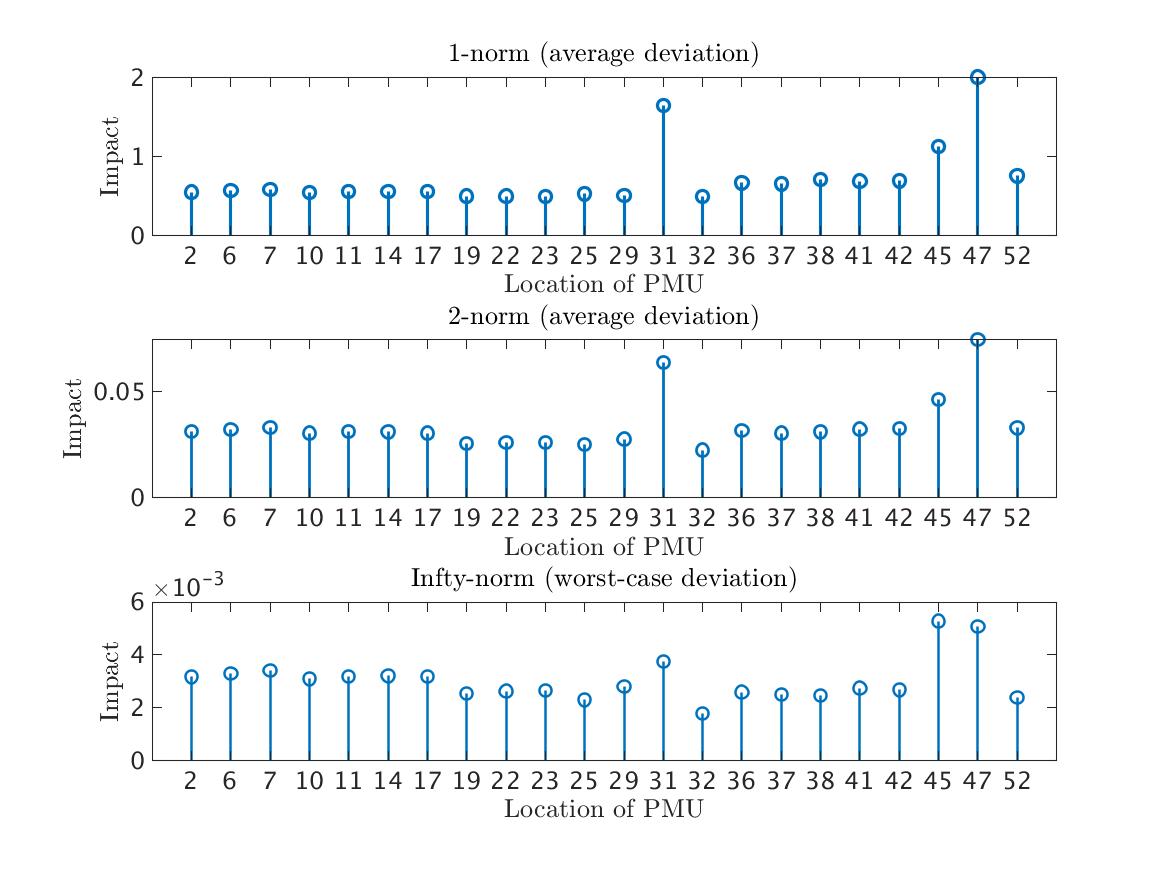 1-norm (average deviation)
2
1
0
Impact
2 6 7 10 11 14 17 19 22 23 25 29 31 32 36 37 38 41 42 45 47 52
Location of PMU
2-norm (average deviation)
0.05
0
Impact
2 6 7 10 11 14 17 19 22 23 25 29 31 32 36 37 38 41 42 45 47 52
Location of PMU
Infty-norm (worst-case deviation)
×10⁻³
6
4
2
0
Impact
2 6 7 10 11 14 17 19 22 23 25 29 31 32 36 37 38 41 42 45 47 52
Location of PMU